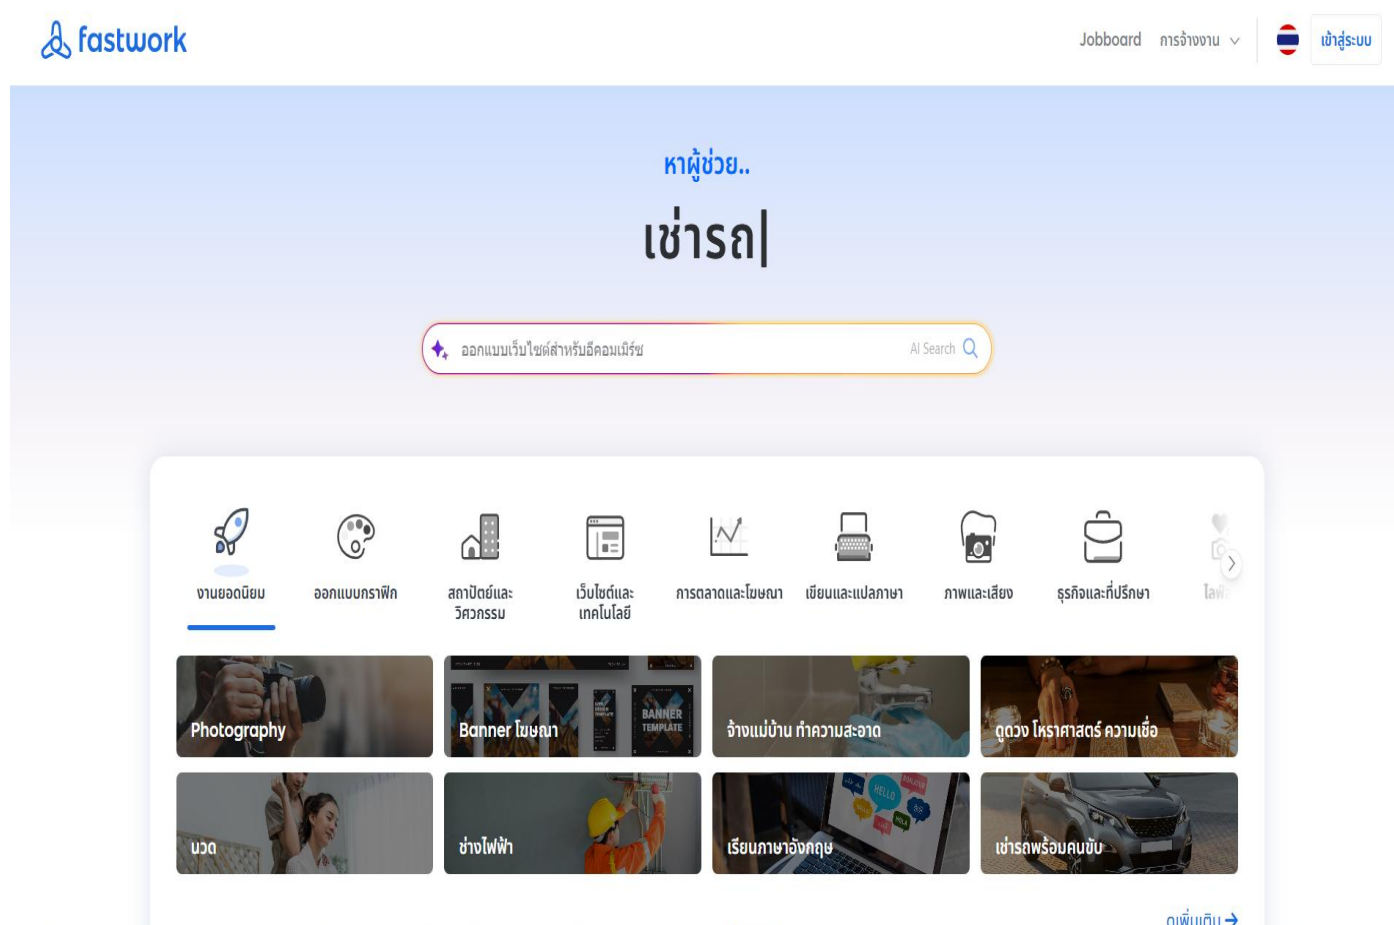 fastwork
Jobboard การจ้างงาน
เข้าสู่ระบบ
หาผู้ช่วย..
เช่ารถ|
ออกแบบเว็บไซต์สำหรับอีคอมเมิร์ซ
AI Search
งานยอดนิยม
ออกแบบกราฟิก
สถาปัตย์และ
วิศวกรรม
เว็บไซต์และ
เทคโนโลยี
การตลาดและโฆษณา
เขียนและแปลภาษา
ภาพและเสียง
ธุรกิจและที่ปรึกษา
Photography
Banner โฆษณา
BANNER
TEMPLATE
จ้างแม่บ้าน ทำความสะอาด
ดูดวง โหราศาสตร์ ความเชื่อ
นวด
ช่างไฟฟ้า
HELLO
HOLA
เรียนภาษาอังกฤษ
เช่ารถพร้อมคนขับ
ดูเพิ่มเติม